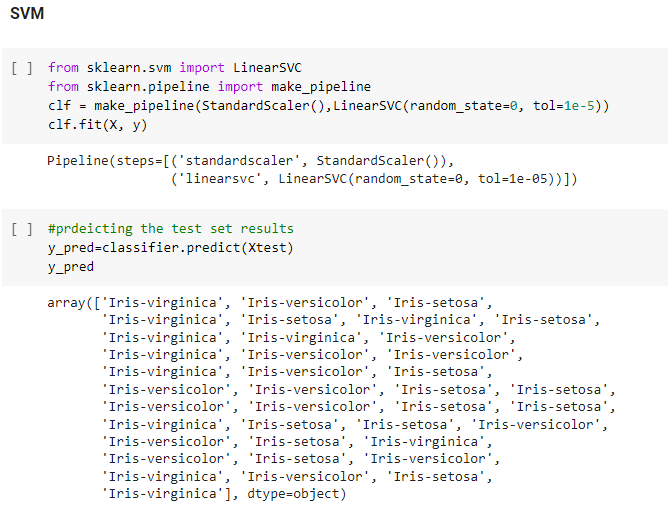 SVM
[ ] from sklearn.svm import LinearSVC
from sklearn.pipeline import make_pipeline
clf = make_pipeline(StandardScaler(),LinearSVC(random_state=0, tol=1e-5))
clf.fit(X, y)
Pipeline(steps=[('standardscaler', StandardScaler()),
('linearsvc', LinearSVC(random_state=0, tol=1e-05))])
[ ] #prdeicting the test set results
y_pred=classifier.predict(Xtest)
y_pred
array(['Iris-virginica', 'Iris-versicolor', 'Iris-setosa',
'Iris-virginica', 'Iris-setosa', 'Iris-virginica', 'Iris-setosa',
'Iris-virginica', 'Iris-virginica', 'Iris-versicolor',
'Iris-virginica', 'Iris-versicolor', 'Iris-versicolor',
'Iris-virginica', 'Iris-versicolor', 'Iris-setosa',
'Iris-versicolor', 'Iris-versicolor', 'Iris-setosa', 'Iris-setosa',
'Iris-versicolor', 'Iris-versicolor', 'Iris-setosa', 'Iris-setosa',
'Iris-virginica', 'Iris-setosa', 'Iris-setosa', 'Iris-versicolor',
'Iris-versicolor', 'Iris-setosa', 'Iris-virginica',
'Iris-versicolor', 'Iris-setosa', 'Iris-versicolor',
'Iris-virginica', 'Iris-versicolor', 'Iris-setosa',
'Iris-virginica'], dtype=object)